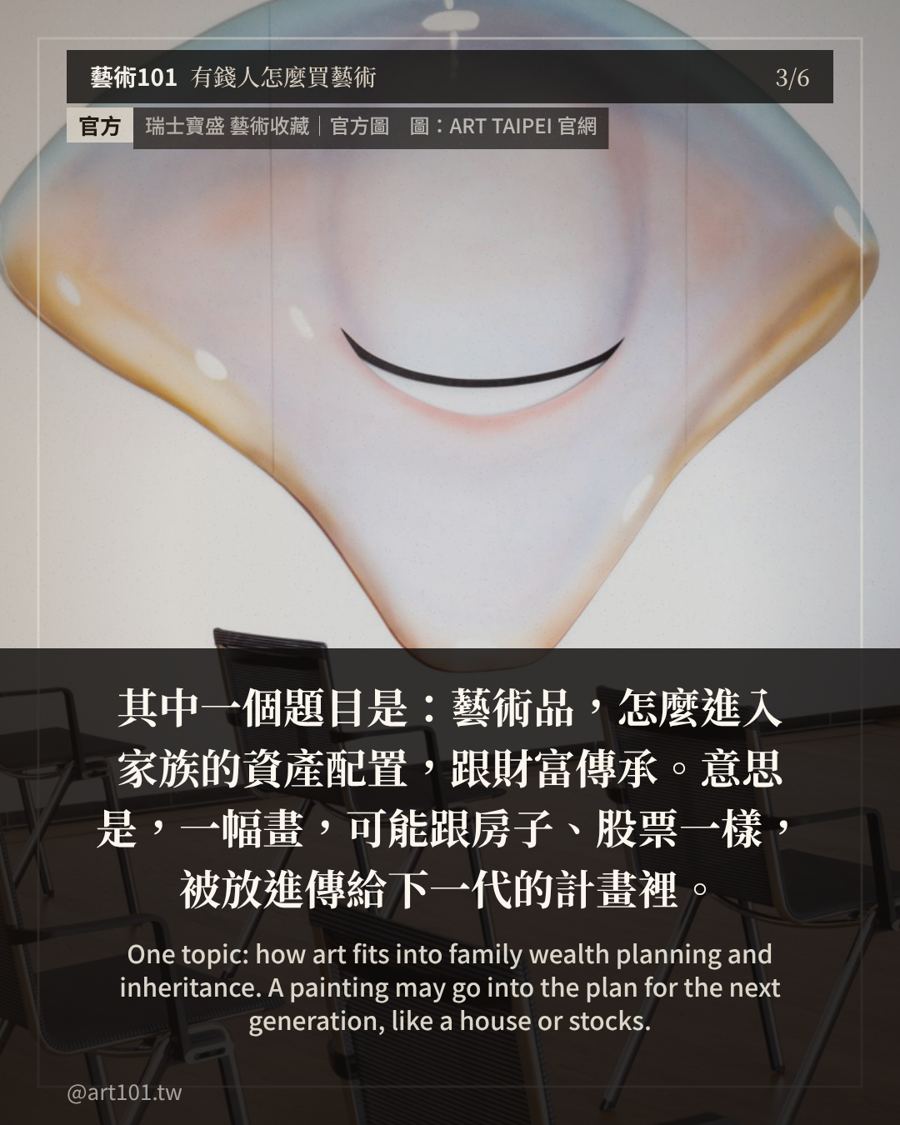 藝術101 有錢人怎麼買藝術 3/6
官方 瑞士寶盛 藝術收藏｜官方圖 圖：ART TAIPEI 官網
其中一個題目是：藝術品，怎麼進入
家族的資產配置，跟財富傳承。意思
是，一幅畫，可能跟房子、股票一樣，
被放進傳給下一代的計畫裡。
One topic: how art fits into family wealth planning and
inheritance. A painting may go into the plan for the next
generation, like a house or stocks.
@art101.tw